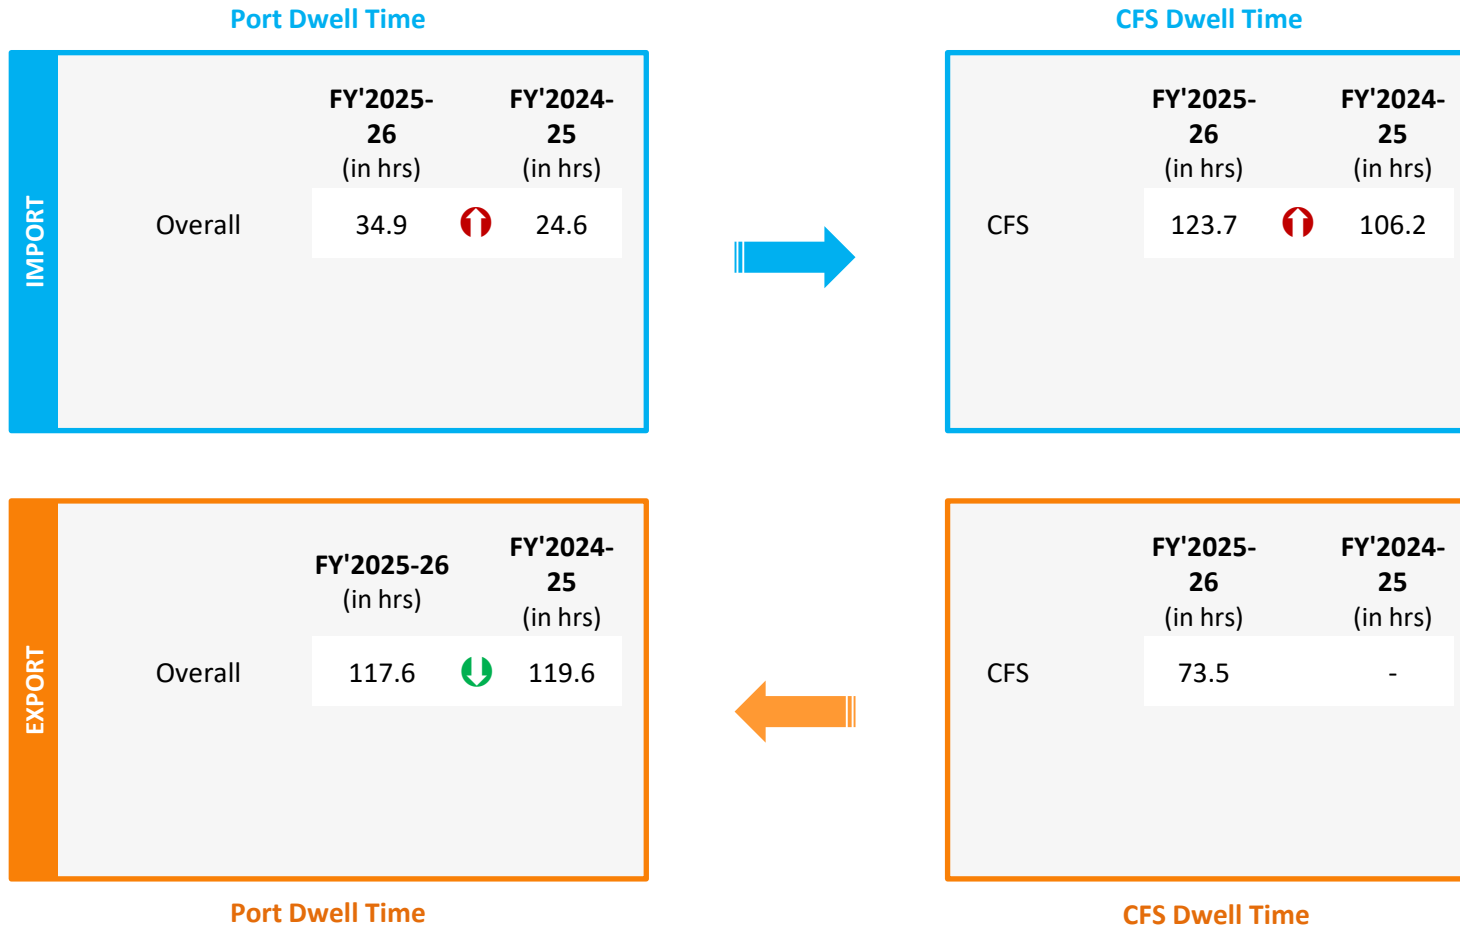 Port Dwell Time
CFS Dwell Time
IMPORT
FY'2025-
26
(in hrs)
FY'2024-
25
(in hrs)
Overall
34.9
24.6
FY'2025-
26
(in hrs)
FY'2024-
25
(in hrs)
CFS
123.7
106.2
EXPORT
FY'2025-26
(in hrs)
FY'2024-
25
(in hrs)
Overall
117.6
119.6
FY'2025-
26
(in hrs)
FY'2024-
25
(in hrs)
CFS
73.5
-
Port Dwell Time
CFS Dwell Time